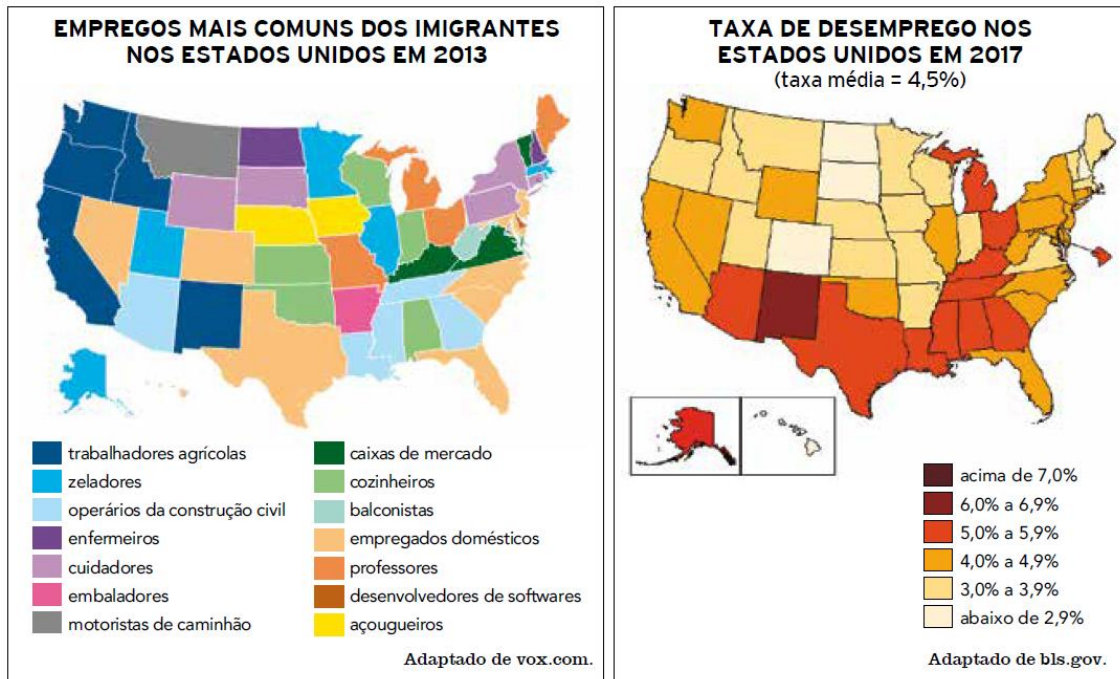 EMPREGOS MAIS COMUNS DOS IMIGRANTES
NOS ESTADOS UNIDOS EM 2013
trabalhadores agrícolas
zeladores
operários da construção civil
enfermeiros
cuidadores
embaladores
motoristas de caminhão
caixas de mercado
cozinheiros
balconistas
empregados domésticos
professores
desenvolvedores de softwares
açougueiros
Adaptado de vox.com.
TAXA DE DESEMPREGO NOS
ESTADOS UNIDOS EM 2017
(taxa média = 4,5%)
acima de 7,0%
6,0% a 6,9%
5,0% a 5,9%
4,0% a 4,9%
3,0% a 3,9%
abaixo de 2,9%
Adaptado de bls.gov.